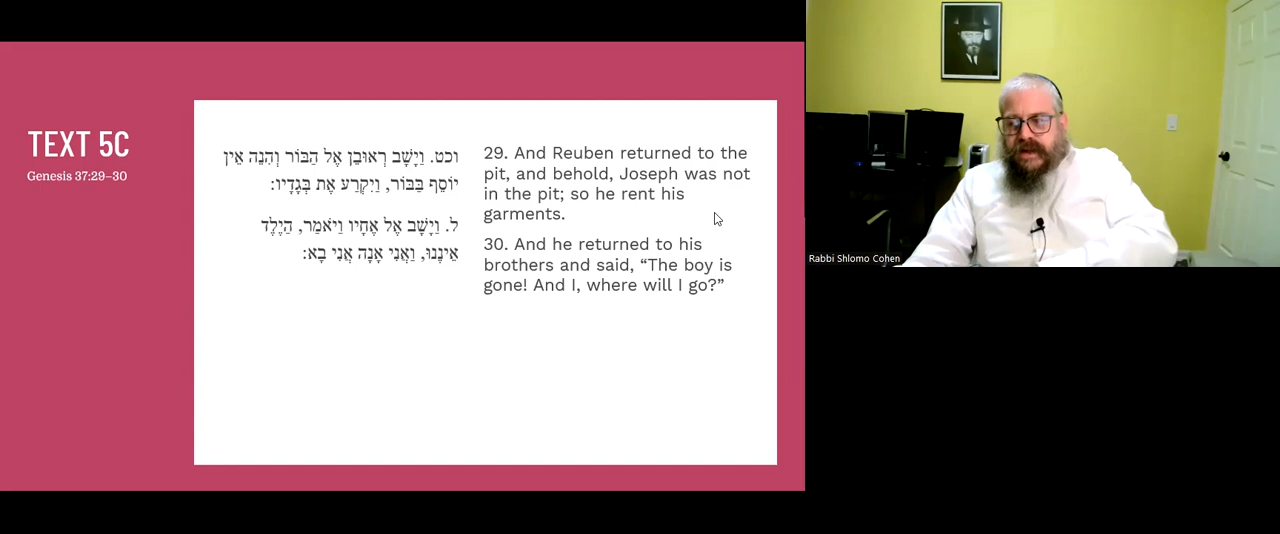 TEXT 5C
Genesis 37:29–30
וכט. וַיָּשָׁב רְאוּבֵן אֶל הַבּוֹר וְהִנֵּה אֵין
יוֹסֵף בַּבּוֹר, וַיִּקְרַע אֶת בְּגָדָיו:
ל. וַיָּשָׁב אֶל אֶחָיו וַיֹּאמַר, הַיֶּלֶד
אֵינֶנּוּ, וַאֲנִי אָנָה אֲנִי בָא:
29. And Reuben returned to the
pit, and behold, Joseph was not
in the pit; so he rent his
garments.
30. And he returned to his
brothers and said, “The boy is
gone! And I, where will I go?”
Rabbi Shlomo Cohen